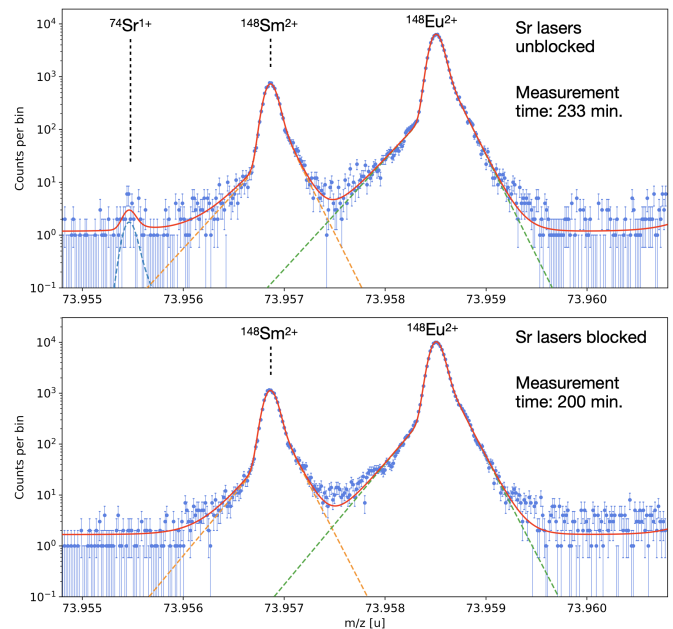 ⁷⁴Sr¹⁺ ¹⁴⁸Sm²⁺ ¹⁴⁸Eu²⁺
Sr lasers
unblocked
Measurement
time: 233 min.
Counts per bin
10⁴
10³
10²
10¹
10⁰
10⁻¹
73.955 73.956 73.957 73.958 73.959 73.960
¹⁴⁸Sm²⁺ ¹⁴⁸Eu²⁺
Sr lasers blocked
Measurement
time: 200 min.
Counts per bin
10⁴
10³
10²
10¹
10⁰
10⁻¹
73.955 73.956 73.957 73.958 73.959 73.960
m/z [u]